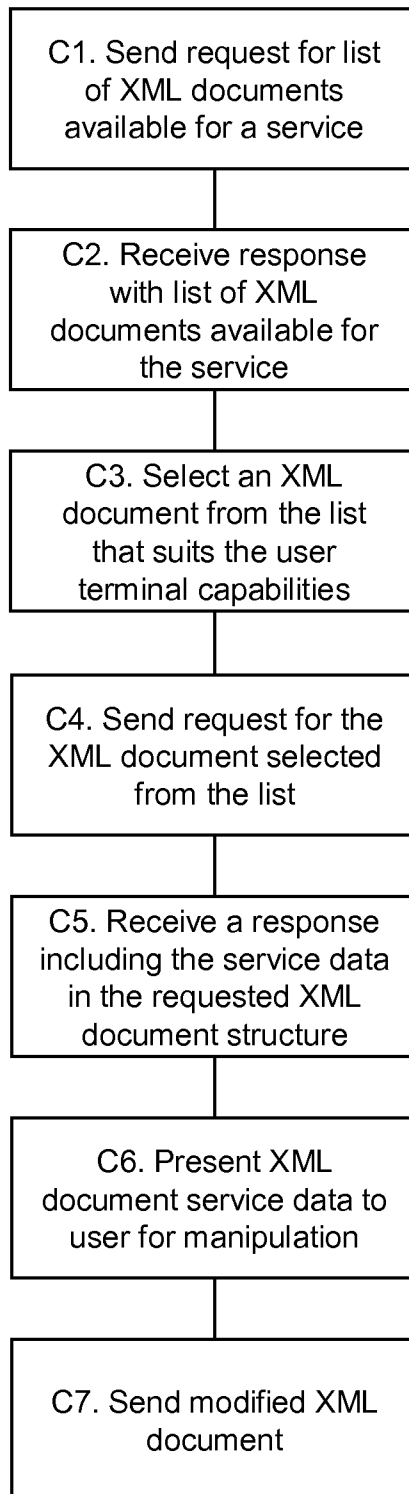 C1. Send request for list
of XML documents
available for a service
C2. Receive response
with list of XML
documents available for
the service
C3. Select an XML
document from the list
that suits the user
terminal capabilities
C4. Send request for the
XML document selected
from the list
C5. Receive a response
including the service data
in the requested XML
document structure
C6. Present XML
document service data to
user for manipulation
C7. Send modified XML
document